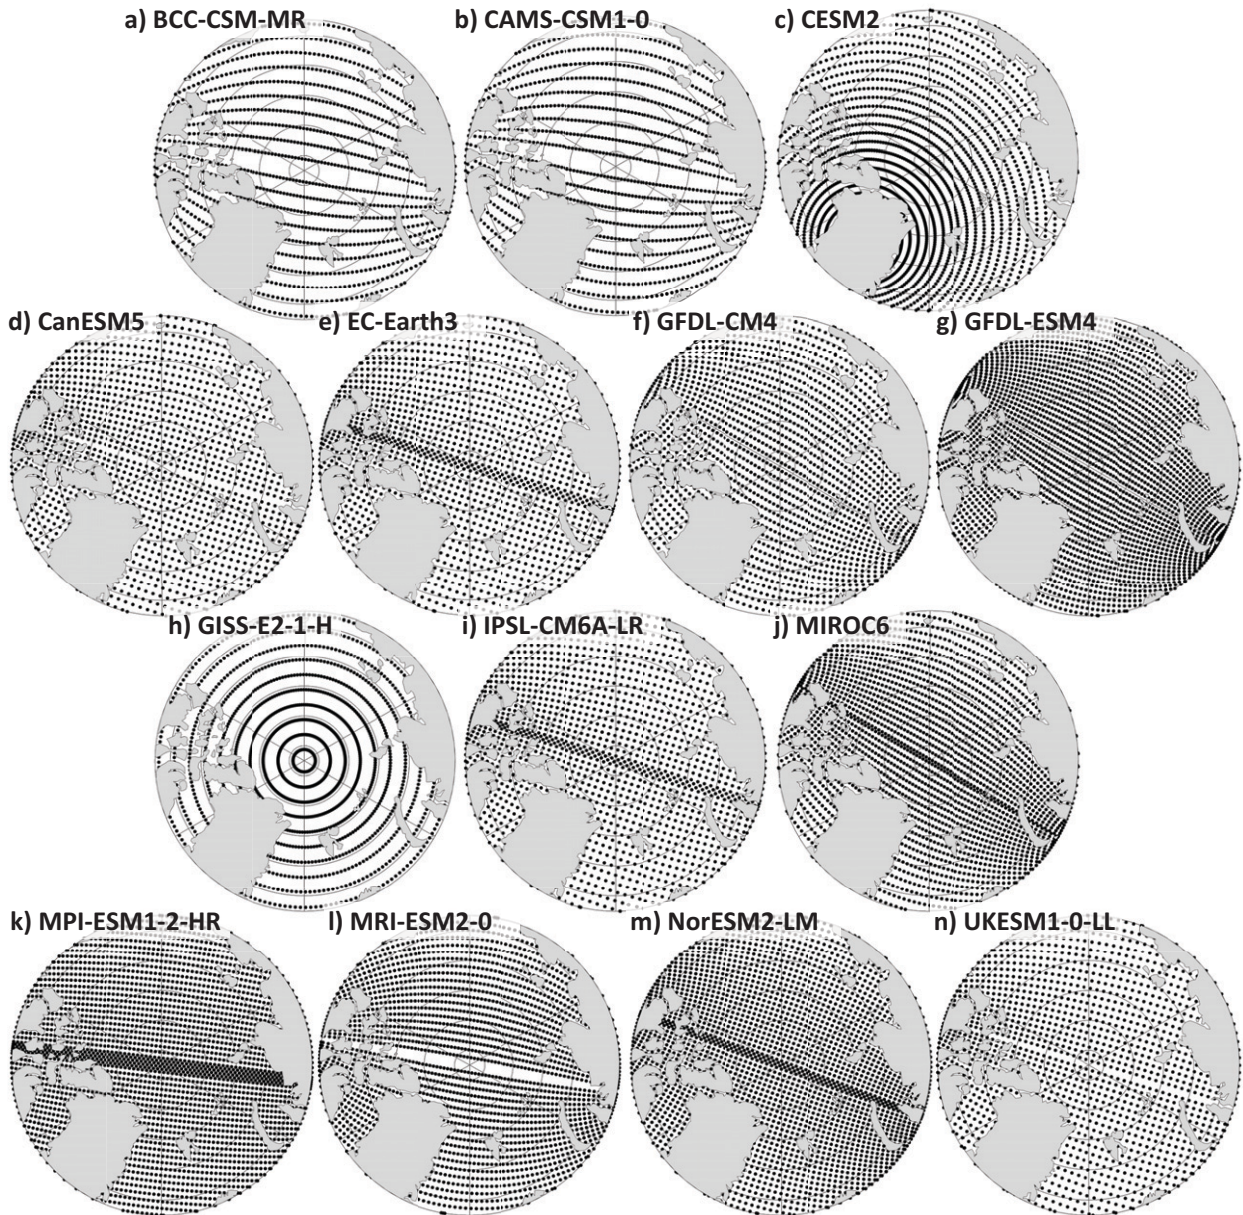 a) BCC-CSM-MR
b) CAMS-CSM1-0
c) CESM2
d) CanESM5
e) EC-Earth3
f) GFDL-CM4
g) GFDL-ESM4
h) GISS-E2-1-H
i) IPSL-CM6A-LR
j) MIROC6
k) MPI-ESM1-2-HR
l) MRI-ESM2-0
m) NorESM2-LM
n) UKESM1-0-LL